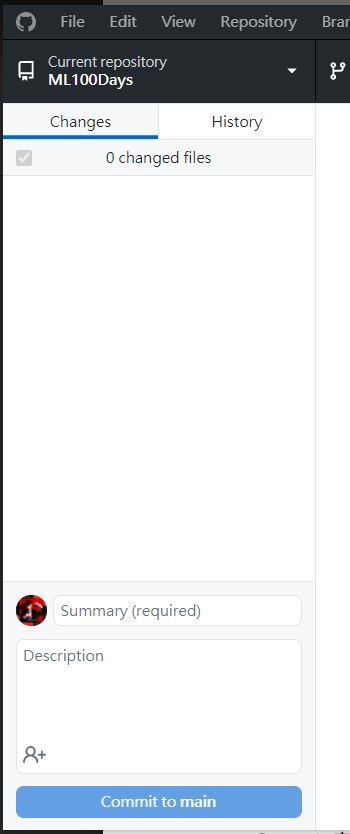 File Edit View Repository Bran
Current repository
ML100Days
Changes History
0 changed files
Summary (required)
Description
Commit to main